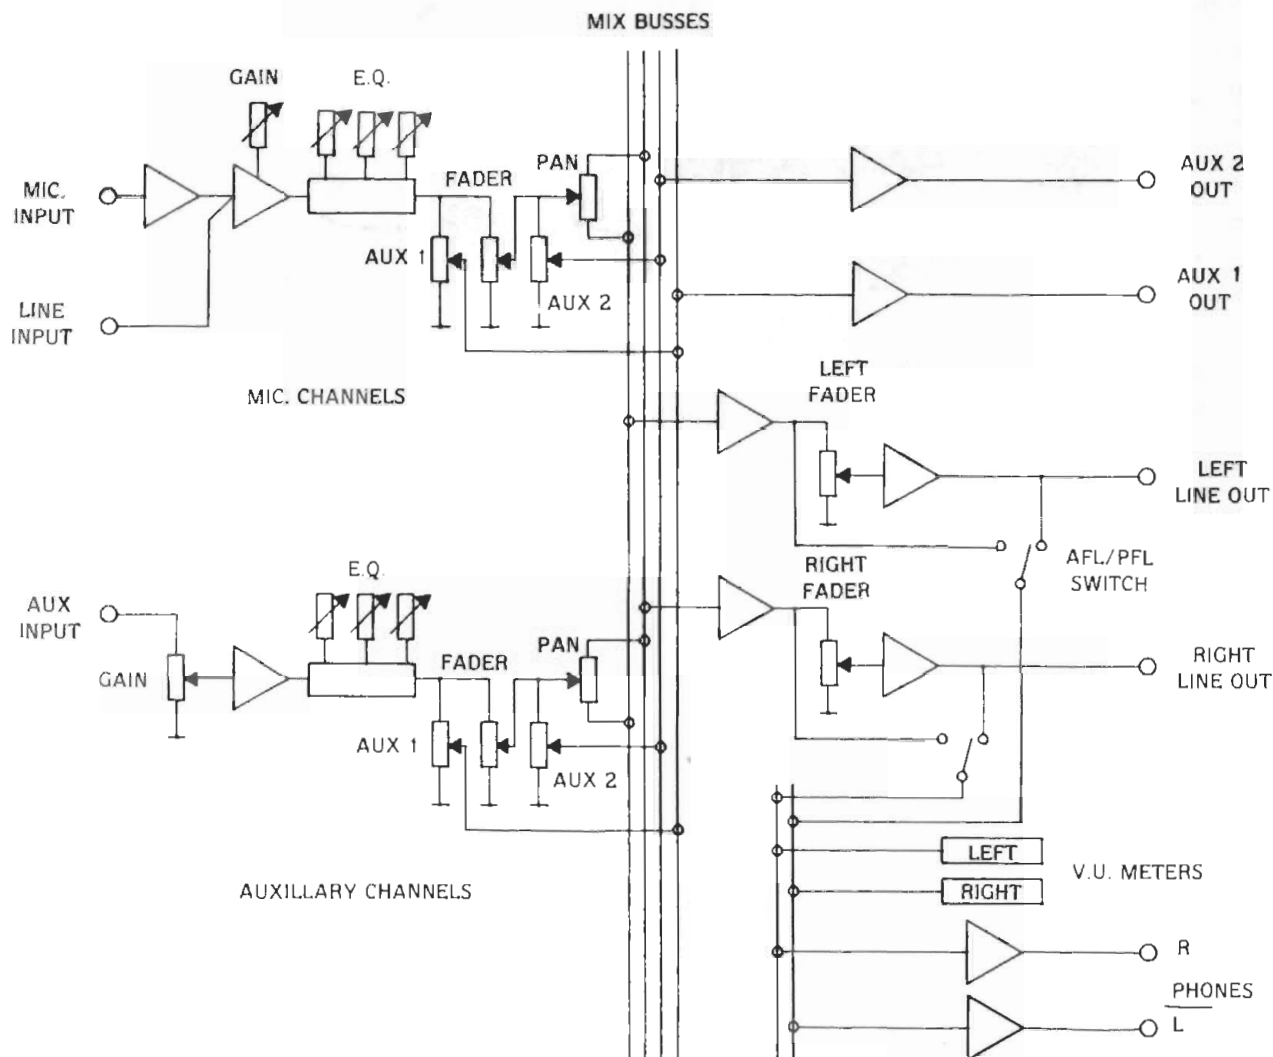 MIX BUSSES
GAIN
E.Q.
MIC.
INPUT
FADER
PAN
AUX 1
AUX 2
LINE
INPUT
MIC. CHANNELS
AUX 2
OUT
AUX 1
OUT
LEFT
FADER
LEFT
LINE OUT
AFL/PFL
SWITCH
RIGHT
FADER
RIGHT
LINE OUT
E.Q.
AUX
INPUT
GAIN
FADER
PAN
AUX 1
AUX 2
AUXILLARY CHANNELS
LEFT
RIGHT
V.U. METERS
R
PHONES
L